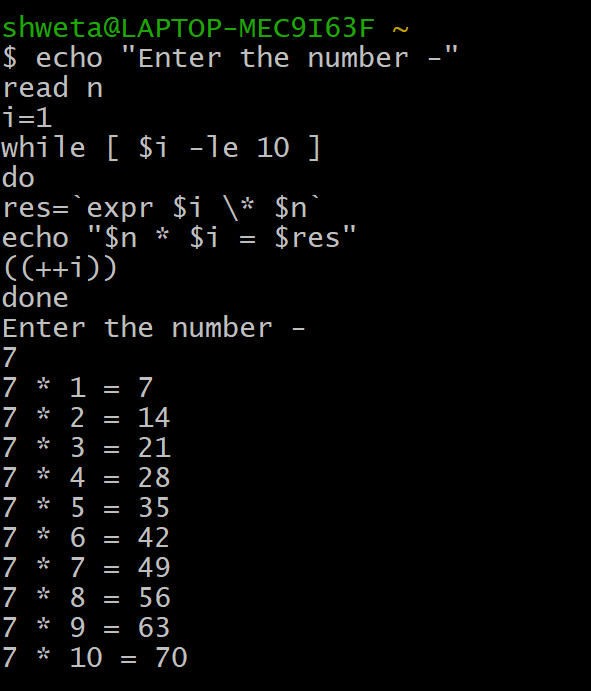 shweta@LAPTOP-MEC9I63F ~
$ echo "Enter the number -"
read n
i=1
while [ $i -le 10 ]
do
res=`expr $i \* $n`
echo "$n * $i = $res"
((++i))
done
Enter the number -
7
7 * 1 = 7
7 * 2 = 14
7 * 3 = 21
7 * 4 = 28
7 * 5 = 35
7 * 6 = 42
7 * 7 = 49
7 * 8 = 56
7 * 9 = 63
7 * 10 = 70